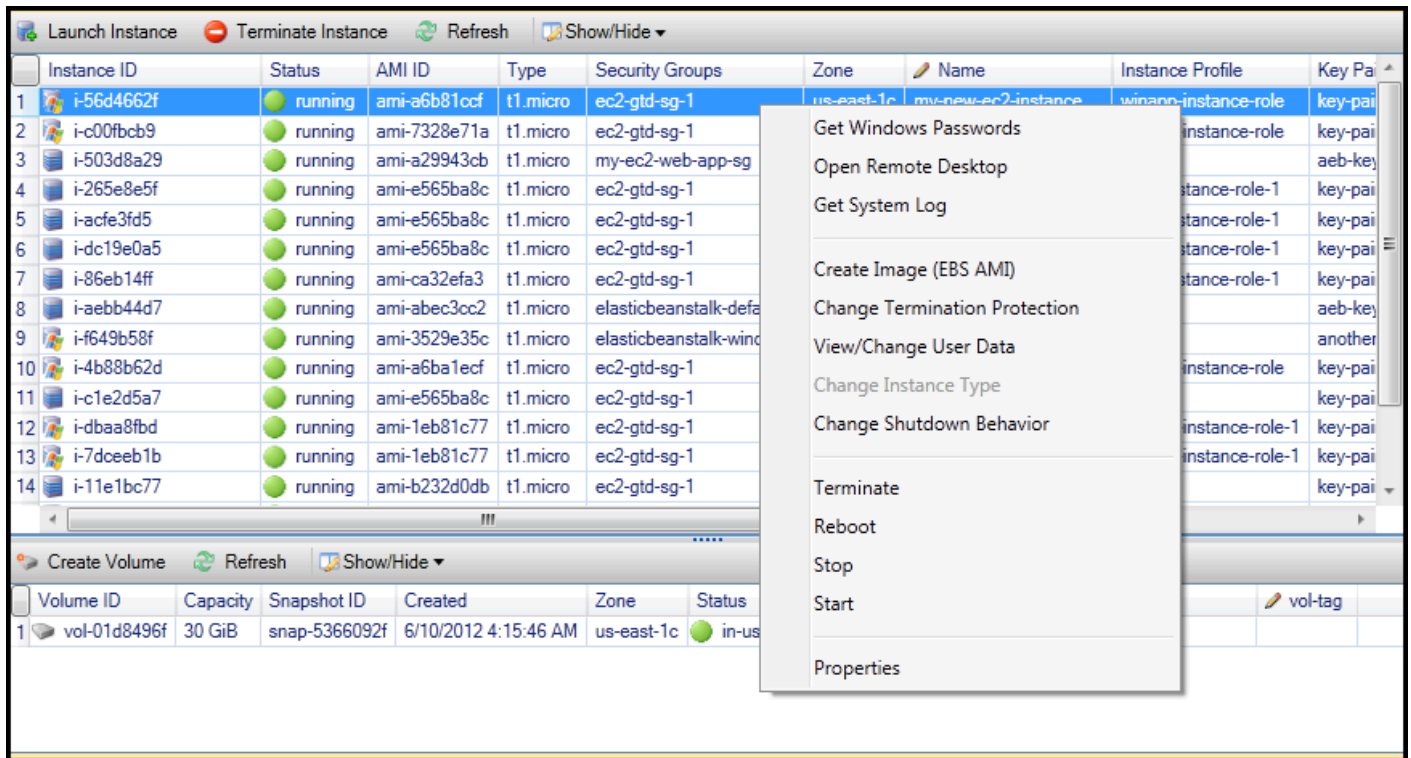 Launch Instance Terminate Instance Refresh Show/Hide
Instance ID Status AMI ID Type Security Groups Zone Name Instance Profile Key Pai
1 i-56d4662f running ami-a6b81ccf t1.micro ec2-gtd-sg-1 us-east-1c my-new-ec2-instance winapp-instance-role key-pai
2 i-c00fbcb9 running ami-7328e71a t1.micro ec2-gtd-sg-1 instance-role key-pai
3 i-503d8a29 running ami-a29943cb t1.micro my-ec2-web-app-sg aeb-key
4 i-265e8e5f running ami-e565ba8c t1.micro ec2-gtd-sg-1 stance-role-1 key-pai
5 i-acfe3fd5 running ami-e565ba8c t1.micro ec2-gtd-sg-1 stance-role-1 key-pai
6 i-dc19e0a5 running ami-e565ba8c t1.micro ec2-gtd-sg-1 stance-role-1 key-pai
7 i-86eb14ff running ami-ca32efa3 t1.micro ec2-gtd-sg-1 stance-role-1 key-pai
8 i-aebb44d7 running ami-abec3cc2 t1.micro elasticbeanstalk-defa aeb-key
9 i-f649b58f running ami-3529e35c t1.micro elasticbeanstalk-wind another
10 i-4b88b62d running ami-a6ba1ecf t1.micro ec2-gtd-sg-1 instance-role key-pai
11 i-c1e2d5a7 running ami-e565ba8c t1.micro ec2-gtd-sg-1 key-pai
12 i-dbaa8fbd running ami-1eb81c77 t1.micro ec2-gtd-sg-1 instance-role-1 key-pai
13 i-7dceeb1b running ami-1eb81c77 t1.micro ec2-gtd-sg-1 instance-role-1 key-pai
14 i-11e1bc77 running ami-b232d0db t1.micro ec2-gtd-sg-1 key-pai
Get Windows Passwords
Open Remote Desktop
Get System Log
Create Image (EBS AMI)
Change Termination Protection
View/Change User Data
Change Instance Type
Change Shutdown Behavior
Terminate
Reboot
Stop
Start
Properties
Create Volume Refresh Show/Hide
Volume ID Capacity Snapshot ID Created Zone Status vol-tag
1 vol-01d8496f 30 GiB snap-5366092f 6/10/2012 4:15:46 AM us-east-1c in-us